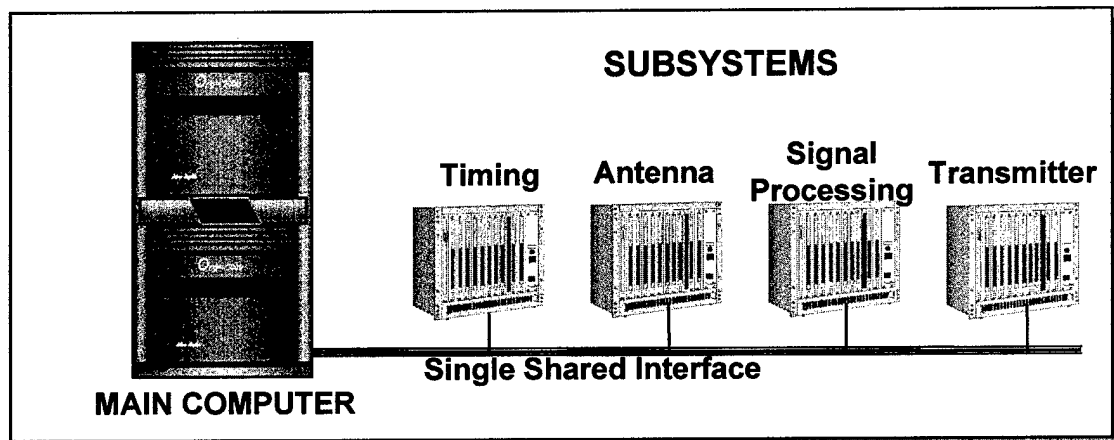 SUBSYSTEMS
Timing
Antenna
Signal
Processing
Transmitter
Single Shared Interface
MAIN COMPUTER